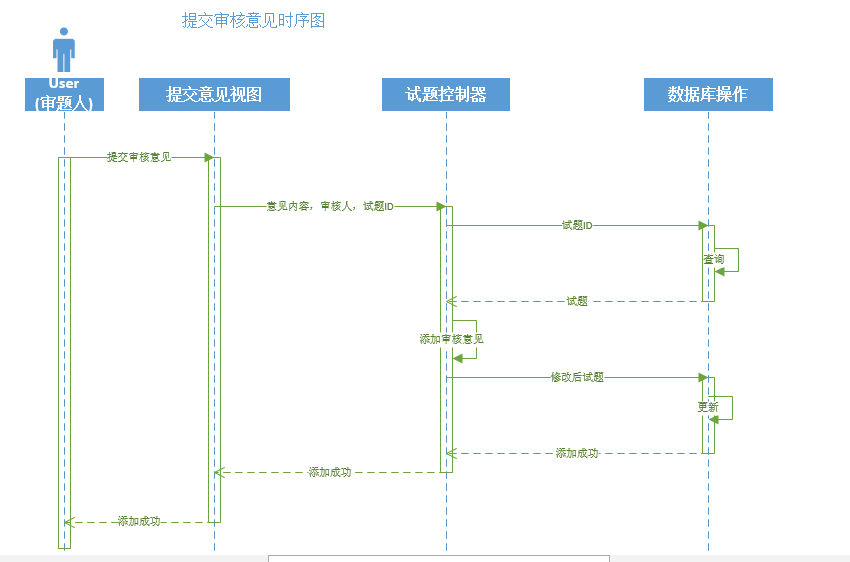 提交审核意见时序图
User
(审题人)
提交意见视图
试题控制器
数据库操作
提交审核意见
意见内容，审核人，试题ID
试题ID
查询
试题
添加审核意见
修改后试题
更新
添加成功
添加成功
添加成功